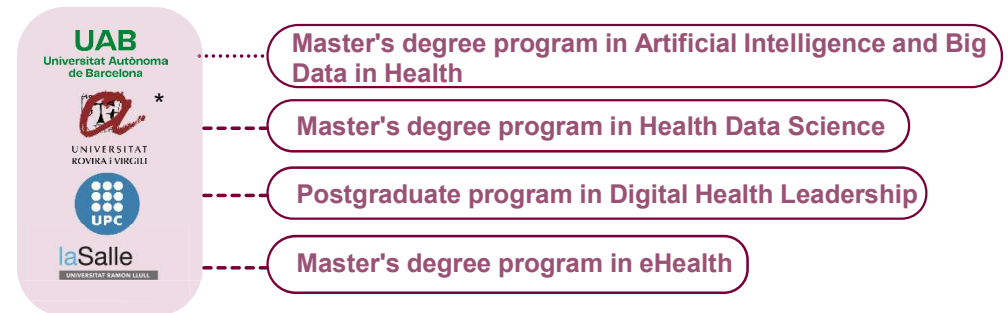 UAB
Universitat Autònoma
de Barcelona
Master's degree program in Artificial Intelligence and Big
Data in Health
*
UNIVERSITAT
ROVIRA i VIRGILI
Master's degree program in Health Data Science
UPC
Postgraduate program in Digital Health Leadership
laSalle
UNIVERSITAT RAMON LLULL
Master's degree program in eHealth